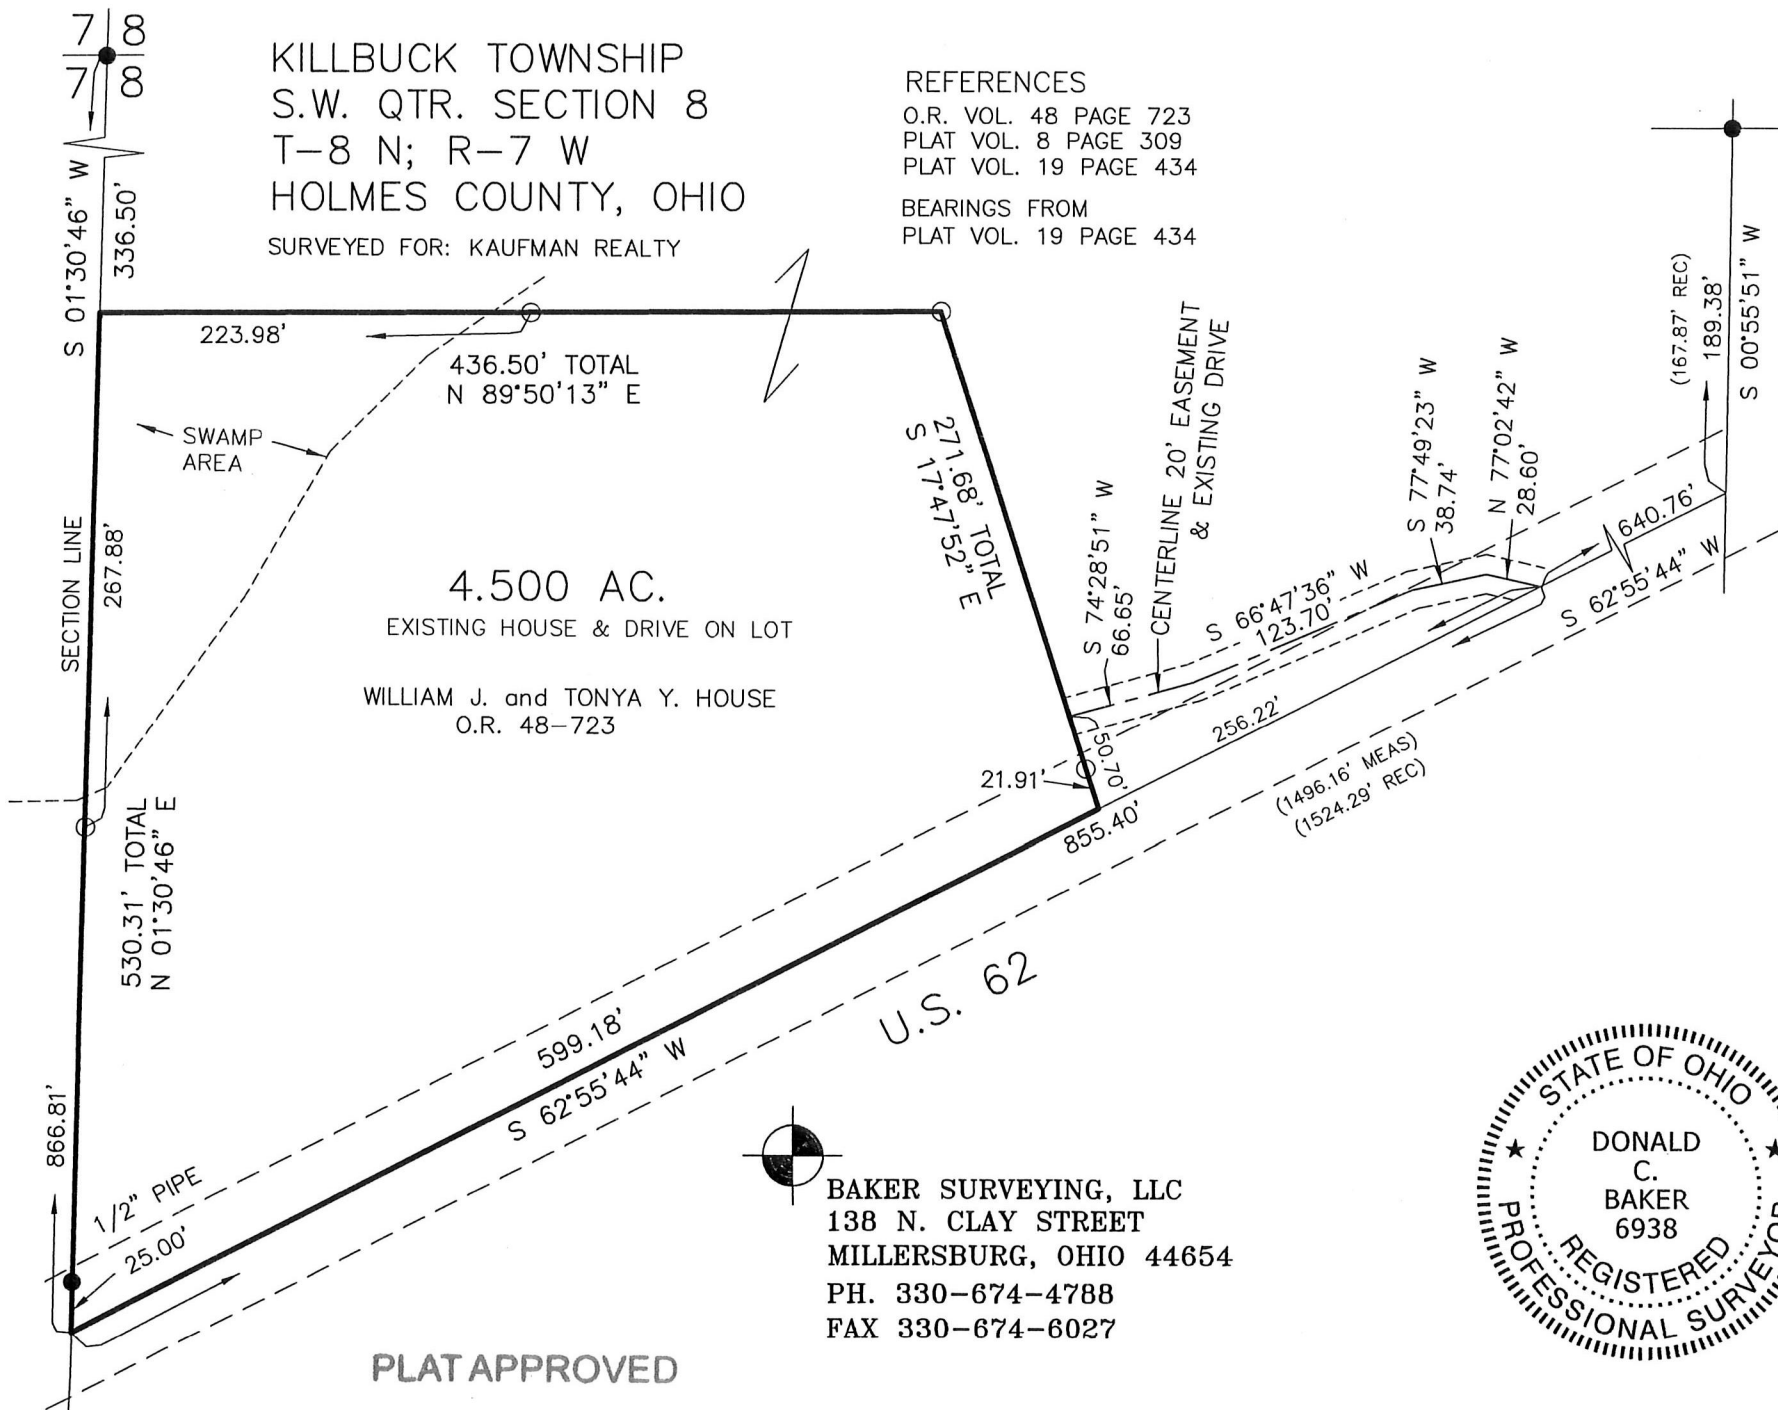 7 8
7 8
KILLBUCK TOWNSHIP
S.W. QTR. SECTION 8
T-8 N; R-7 W
HOLMES COUNTY, OHIO
SURVEYED FOR: KAUFMAN REALTY
REFERENCES
O.R. VOL. 48 PAGE 723
PLAT VOL. 8 PAGE 309
PLAT VOL. 19 PAGE 434
BEARINGS FROM
PLAT VOL. 19 PAGE 434
S 01°30'46" W
336.50'
223.98'
436.50' TOTAL
N 89°50'13" E
SWAMP
AREA
SECTION LINE
267.88'
4.500 AC.
EXISTING HOUSE & DRIVE ON LOT
WILLIAM J. and TONYA Y. HOUSE
O.R. 48-723
271.68' TOTAL
S 17°47'52" E
S 74°28'51" W
66.65'
CENTERLINE 20' EASEMENT
& EXISTING DRIVE
S 66°47'36" W
123.70'
S 77°49'23" W
38.74'
N 77°02'42" W
28.60'
(167.87' REC)
189.38'
S 00°55'51" W
640.76'
S 62°55'44" W
256.22'
50.70'
21.91'
855.40'
(1496.16' MEAS)
(1524.29' REC)
530.31' TOTAL
N 01°30'46" E
866.81'
599.18'
S 62°55'44" W
U.S. 62
1/2" PIPE
25.00'
BAKER SURVEYING, LLC
138 N. CLAY STREET
MILLERSBURG, OHIO 44654
PH. 330-674-4788
FAX 330-674-6027
PLAT APPROVED
STATE OF OHIO
DONALD
C.
BAKER
6938
REGISTERED
PROFESSIONAL SURVEYOR